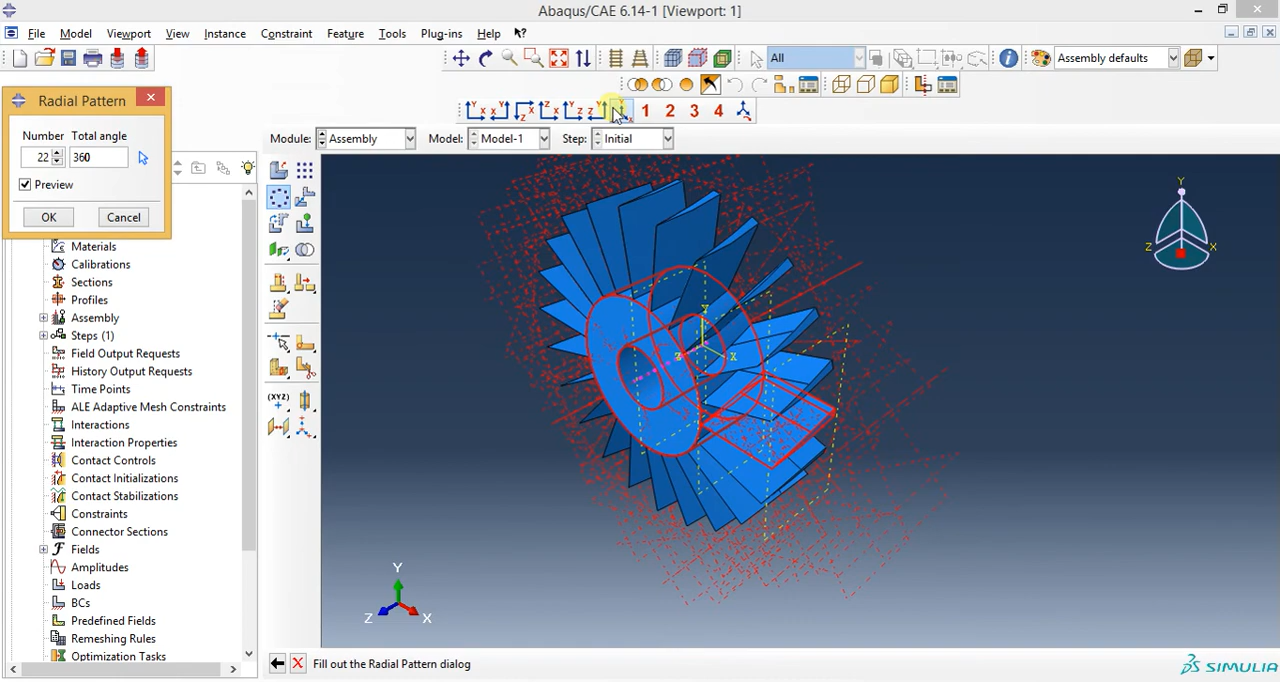 Abaqus/CAE 6.14-1 [Viewport: 1]
File Model Viewport View Instance Constraint Feature Tools Plug-ins Help
All
Assembly defaults
Radial Pattern
Number Total angle
22 360
Preview
OK Cancel
1 2 3 4
Module: Assembly Model: Model-1 Step: Initial
Materials
Calibrations
Sections
Profiles
Assembly
Steps (1)
Field Output Requests
History Output Requests
Time Points
ALE Adaptive Mesh Constraints
Interactions
Interaction Properties
Contact Controls
Contact Initializations
Contact Stabilizations
Constraints
Connector Sections
Fields
Amplitudes
Loads
BCs
Predefined Fields
Remeshing Rules
Optimization Tasks
(XYZ)
Y
Z X
Y
Z X
Y
Z X
Fill out the Radial Pattern dialog
SIMULIA